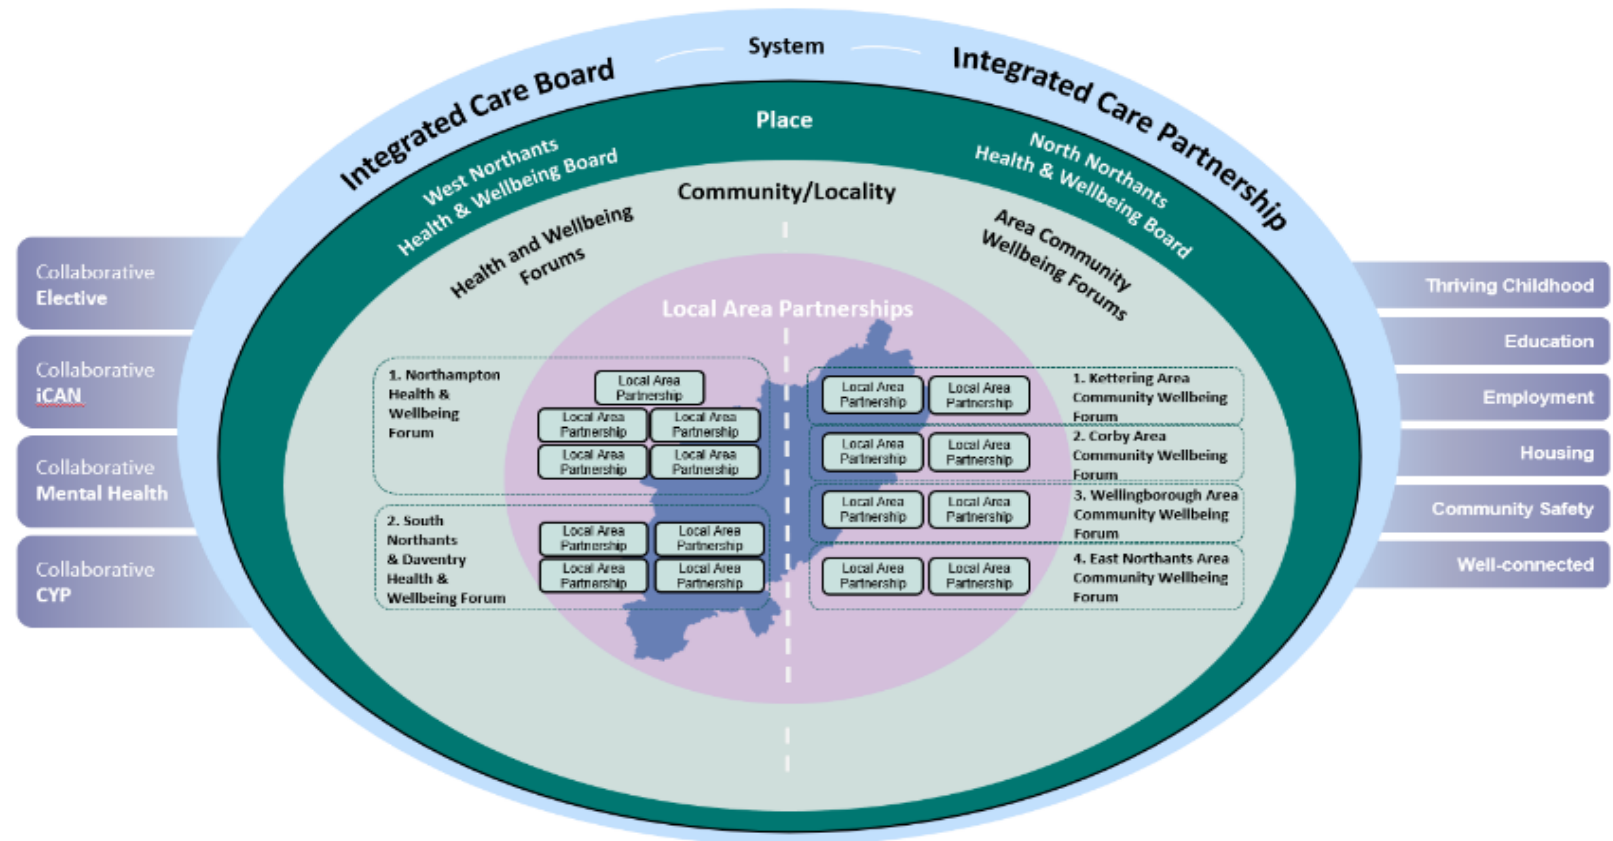 System
Integrated Care Board
Integrated Care Partnership
Place
West Northants
Health & Wellbeing Board
North Northants
Health & Wellbeing Board
Community/Locality
Health and Wellbeing
Forums
Area Community
Wellbeing Forums
Local Area Partnerships
Collaborative
Elective
Collaborative
iCAN
Collaborative
Mental Health
Collaborative
CYP
1. Northampton
Health &
Wellbeing
Forum
Local Area
Partnership
Local Area
Partnership
Local Area
Partnership
Local Area
Partnership
Local Area
Partnership
2. South
Northants
& Daventry
Health &
Wellbeing Forum
Local Area
Partnership
Local Area
Partnership
Local Area
Partnership
Local Area
Partnership
Local Area
Partnership
Local Area
Partnership
1. Kettering Area
Community Wellbeing
Forum
Local Area
Partnership
Local Area
Partnership
2. Corby Area
Community Wellbeing
Forum
Local Area
Partnership
Local Area
Partnership
3. Wellingborough Area
Community Wellbeing
Forum
Local Area
Partnership
Local Area
Partnership
4. East Northants Area
Community Wellbeing
Forum
Thriving Childhood
Education
Employment
Housing
Community Safety
Well-connected